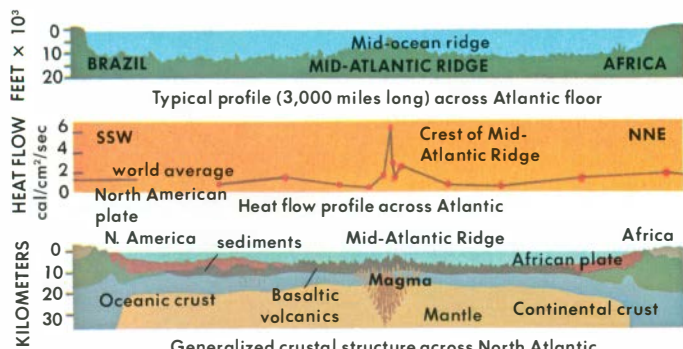 FEET × 10³
0
10
20
BRAZIL
Mid-ocean ridge
MID-ATLANTIC RIDGE
AFRICA
Typical profile (3,000 miles long) across Atlantic floor
HEAT FLOW
cal/cm²/sec
6
4
2
0
SSW
Crest of Mid-
Atlantic Ridge
NNE
world average
North American
plate
Heat flow profile across Atlantic
KILOMETERS
0
10
20
30
N. America
sediments
Mid-Atlantic Ridge
Africa
African plate
Magma
Oceanic crust
Basaltic
volcanics
Mantle
Continental crust
Generalized crustal structure across North Atlantic